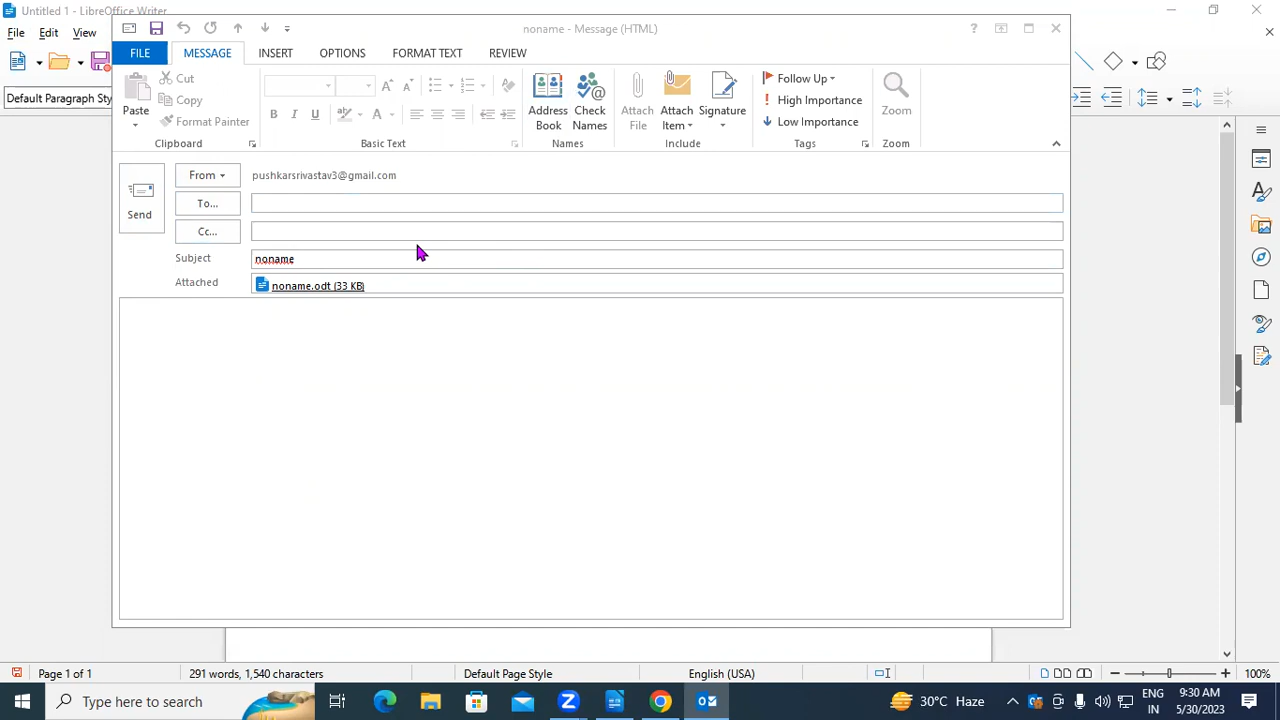 Untitled 1 - LibreOffice Writer
File Edit View
Default Paragraph Sty
noname - Message (HTML)
FILE MESSAGE INSERT OPTIONS FORMAT TEXT REVIEW
Paste
Cut
Copy
Format Painter
Clipboard
B I U A
Basic Text
Address Book
Check Names
Names
Attach File
Attach Item
Signature
Include
Follow Up
High Importance
Low Importance
Tags
Zoom
Zoom
Send
From pushkarsrivastav3@gmail.com
To...
Cc...
Subject noname
Attached noname.odt (33 KB)
Page 1 of 1 291 words, 1,540 characters Default Page Style English (USA) 100%
Type here to search 30°C Haze ENG 9:30 AM
IN 5/30/2023